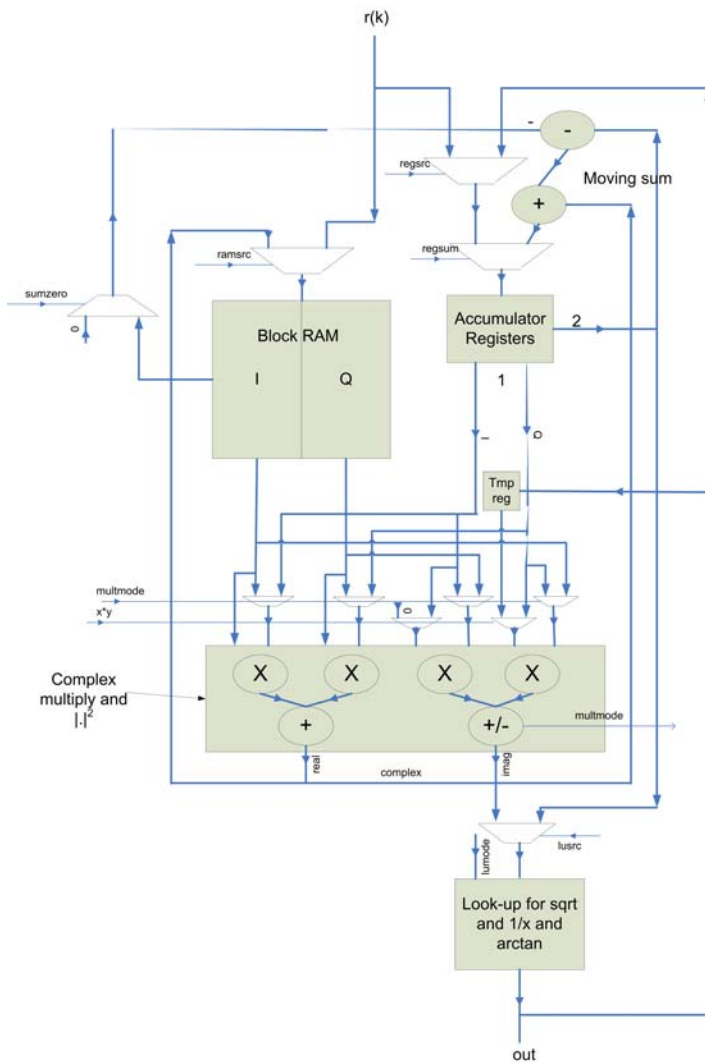 r(k)
-
-
regsrc
Moving sum
+
regsum
ramsrc
sumzero
0
Block RAM
I
Q
Accumulator
Registers
2
1
I
Q
Tmp
reg
multmode
x*y
0
X
X
X
X
Complex
multiply and
|.|²
+
+/-
multmode
real
complex
imag
lusrc
lumode
Look-up for sqrt
and 1/x and
arctan
out